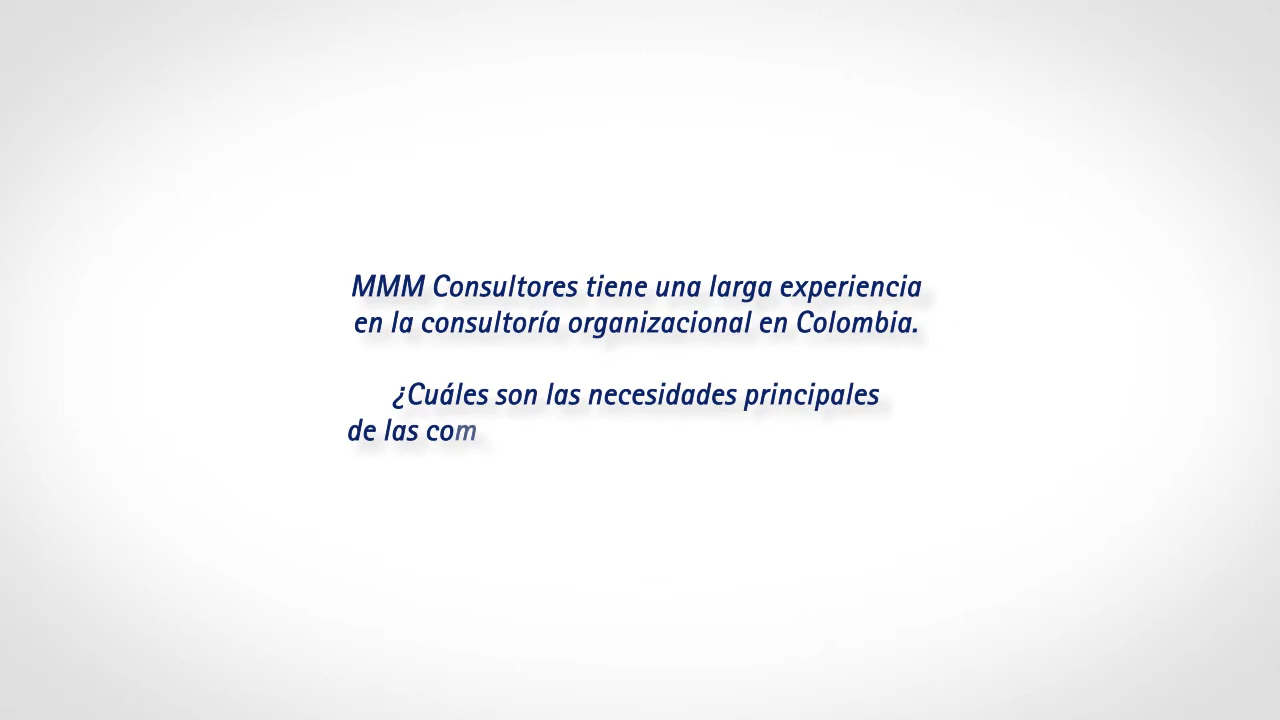 MMM Consultores tiene una larga experiencia
en la consultoría organizacional en Colombia.
¿Cuáles son las necesidades principales
de las com